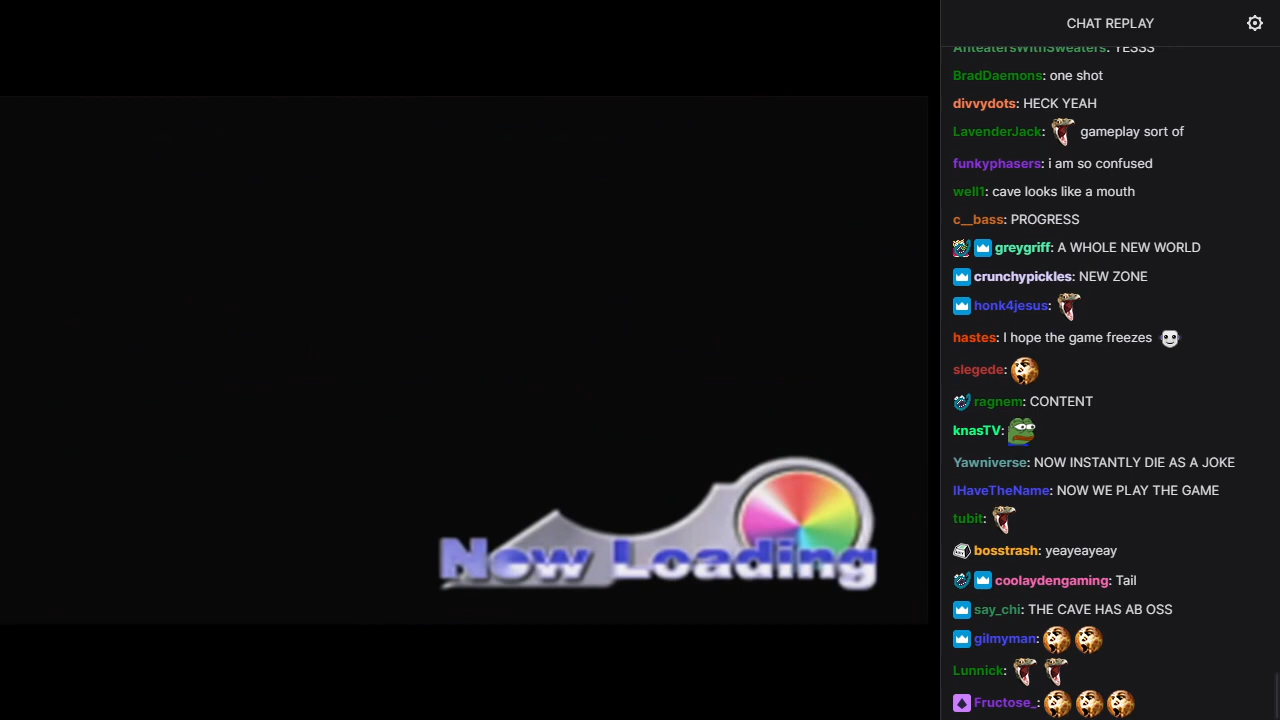 Now Loading
CHAT REPLAY
AnteatersWithSweaters: YESSS
BradDaemons: one shot
divvydots: HECK YEAH
LavenderJack: gameplay sort of
funkyphasers: i am so confused
well1: cave looks like a mouth
c__bass: PROGRESS
greygriff: A WHOLE NEW WORLD
crunchypickles: NEW ZONE
honk4jesus:
hastes: I hope the game freezes
slegede:
ragnem: CONTENT
knasTV:
Yawniverse: NOW INSTANTLY DIE AS A JOKE
IHaveTheName: NOW WE PLAY THE GAME
tubit:
bosstrash: yeayeayeay
coolaydengaming: Tail
say_chi: THE CAVE HAS AB OSS
gilmyman:
Lunnick:
Fructose_: